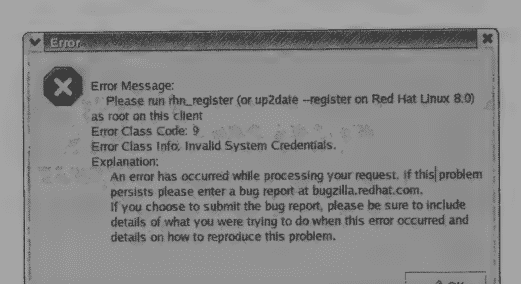 Error
Error Message:
Please run rhn_register (or up2date --register on Red Hat Linux 8.0)
as root on this client
Error Class Code: 9
Error Class Info: Invalid System Credentials.
Explanation:
An error has occurred while processing your request. If this problem
persists please enter a bug report at bugzilla.redhat.com.
If you choose to submit the bug report, please be sure to include
details of what you were trying to do when this error occurred and
details on how to reproduce this problem.